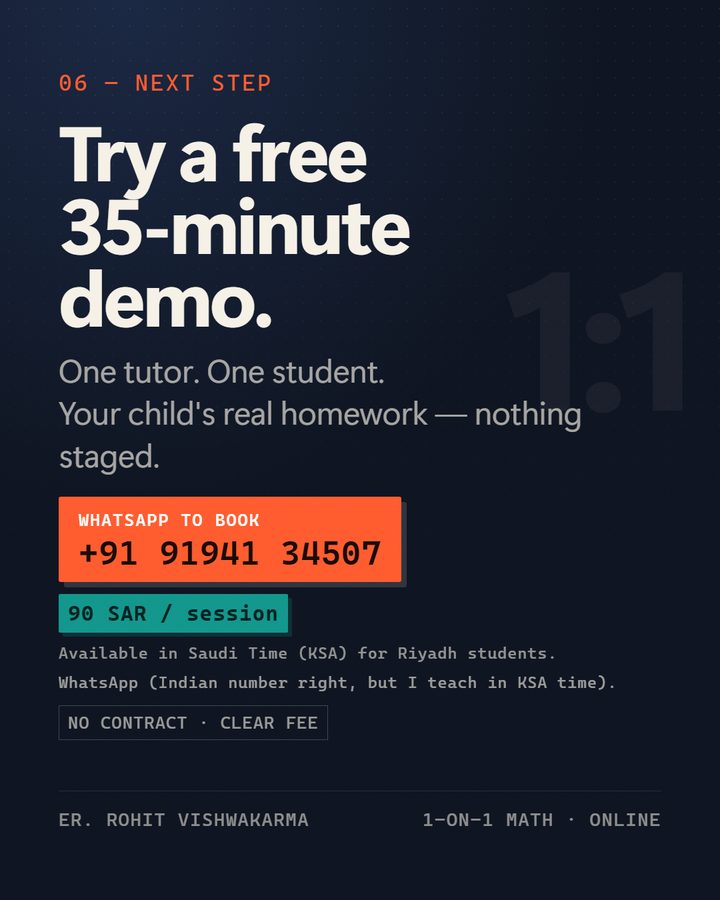 06 — NEXT STEP
Try a free
35-minute
demo.
1:1
One tutor. One student.
Your child's real homework — nothing
staged.
WHATSAPP TO BOOK
+91 91941 34507
90 SAR / session
Available in Saudi Time (KSA) for Riyadh students.
WhatsApp (Indian number right, but I teach in KSA time).
NO CONTRACT · CLEAR FEE
ER. ROHIT VISHWAKARMA
1-ON-1 MATH · ONLINE